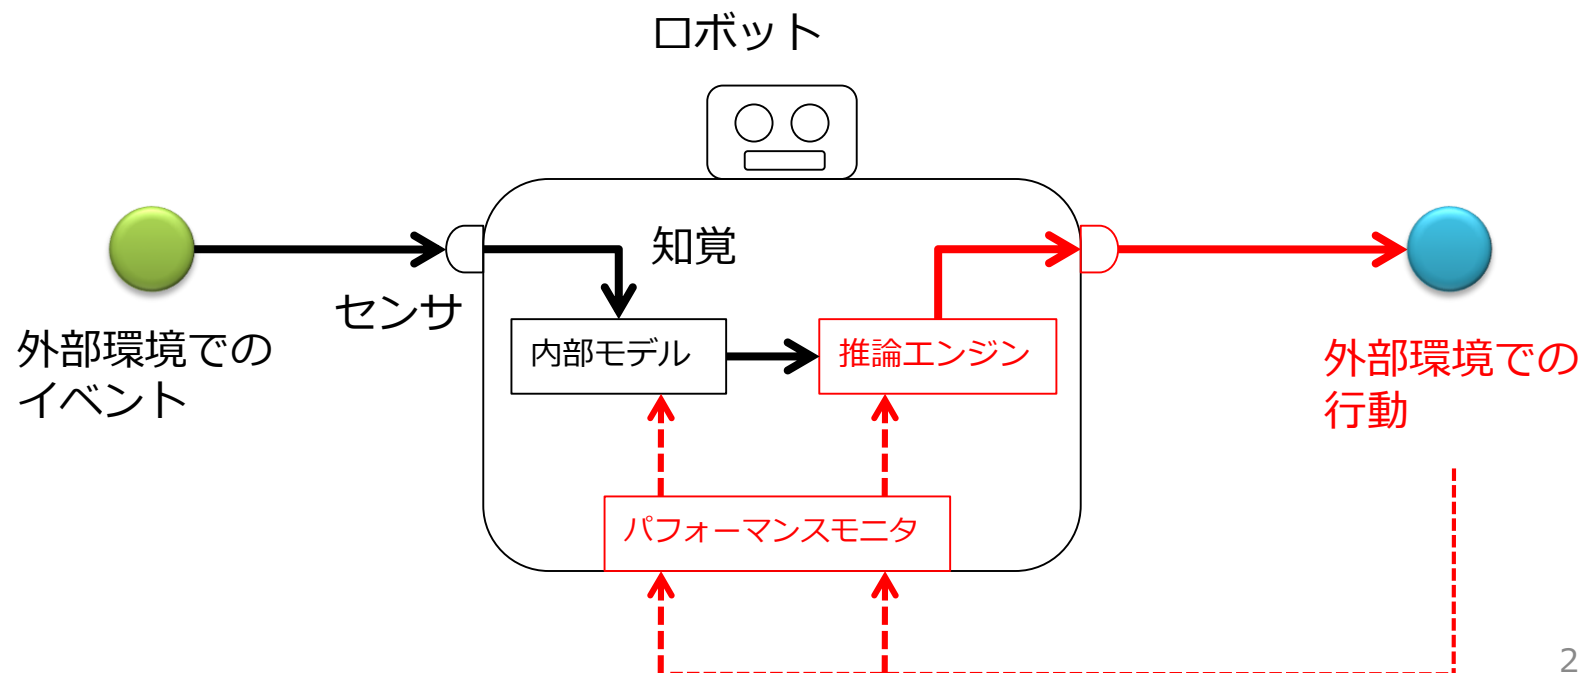 ロボット
知覚
センサ
外部環境での
イベント
内部モデル
推論エンジン
外部環境での
行動
パフォーマンスモニタ
2